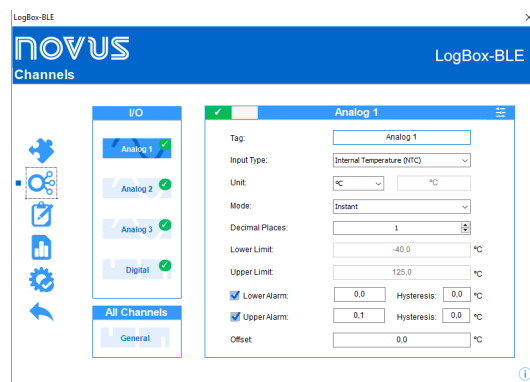 LogBox-BLE
NOVUS
LogBox-BLE
Channels
I/O
Analog 1
Analog 2
Analog 3
Digital
All Channels
General
Analog 1
Tag: Analog 1
Input Type: Internal Temperature (NTC)
Unit: ºC ºC
Mode: Instant
Decimal Places: 1
Lower Limit: -40,0 ºC
Upper Limit: 125,0 ºC
Lower Alarm: 0,0 Hysteresis: 0,0 ºC
Upper Alarm: 0,1 Hysteresis: 0,0 ºC
Offset: 0,0 ºC